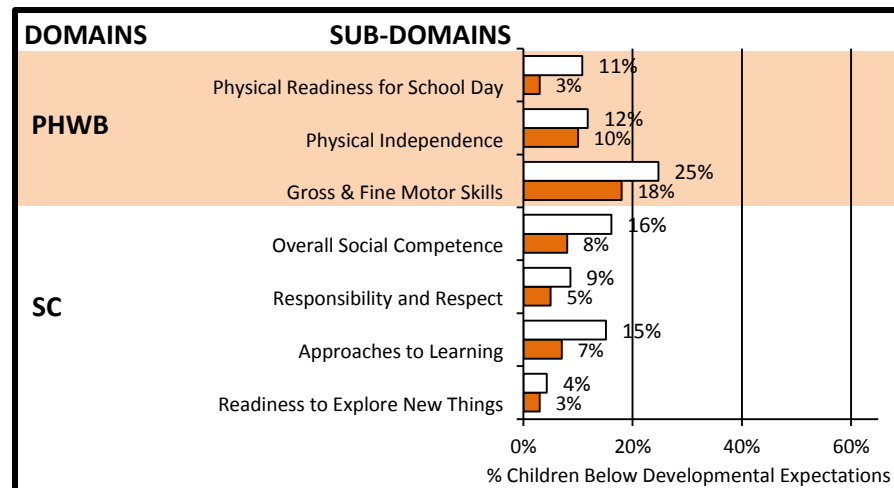 DOMAINS SUB-DOMAINS
PHWB
Physical Readiness for School Day 11%
3%
Physical Independence 12%
10%
Gross & Fine Motor Skills 25%
18%
SC
Overall Social Competence 16%
8%
Responsibility and Respect 9%
5%
Approaches to Learning 15%
7%
Readiness to Explore New Things 4%
3%
0% 20% 40% 60%
% Children Below Developmental Expectations